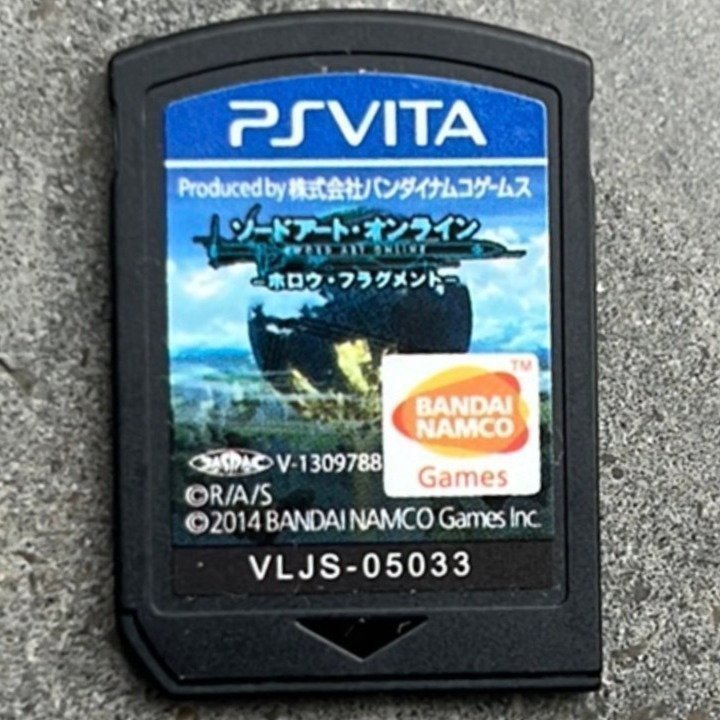 PSVITA
Produced by 株式会社バンダイナムコゲームス
ソードアート・オンライン
SWORD ART ONLINE
-ホロウ・フラグメント-
BANDAI
NAMCO
TM
Games
V-1309788
©R/A/S
©2014 BANDAI NAMCO Games Inc.
VLJS-05033